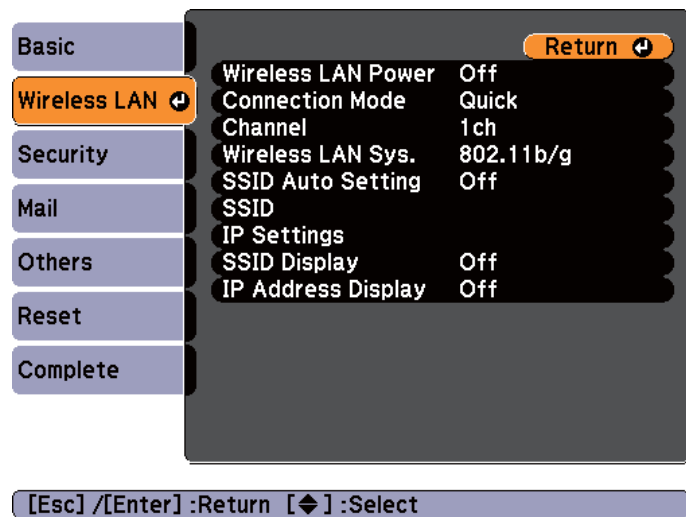 Basic
Wireless LAN
Security
Mail
Others
Reset
Complete
Return
Wireless LAN Power Off
Connection Mode Quick
Channel 1ch
Wireless LAN Sys. 802.11b/g
SSID Auto Setting Off
SSID
IP Settings
SSID Display Off
IP Address Display Off
[Esc] /[Enter] :Return [◆] :Select